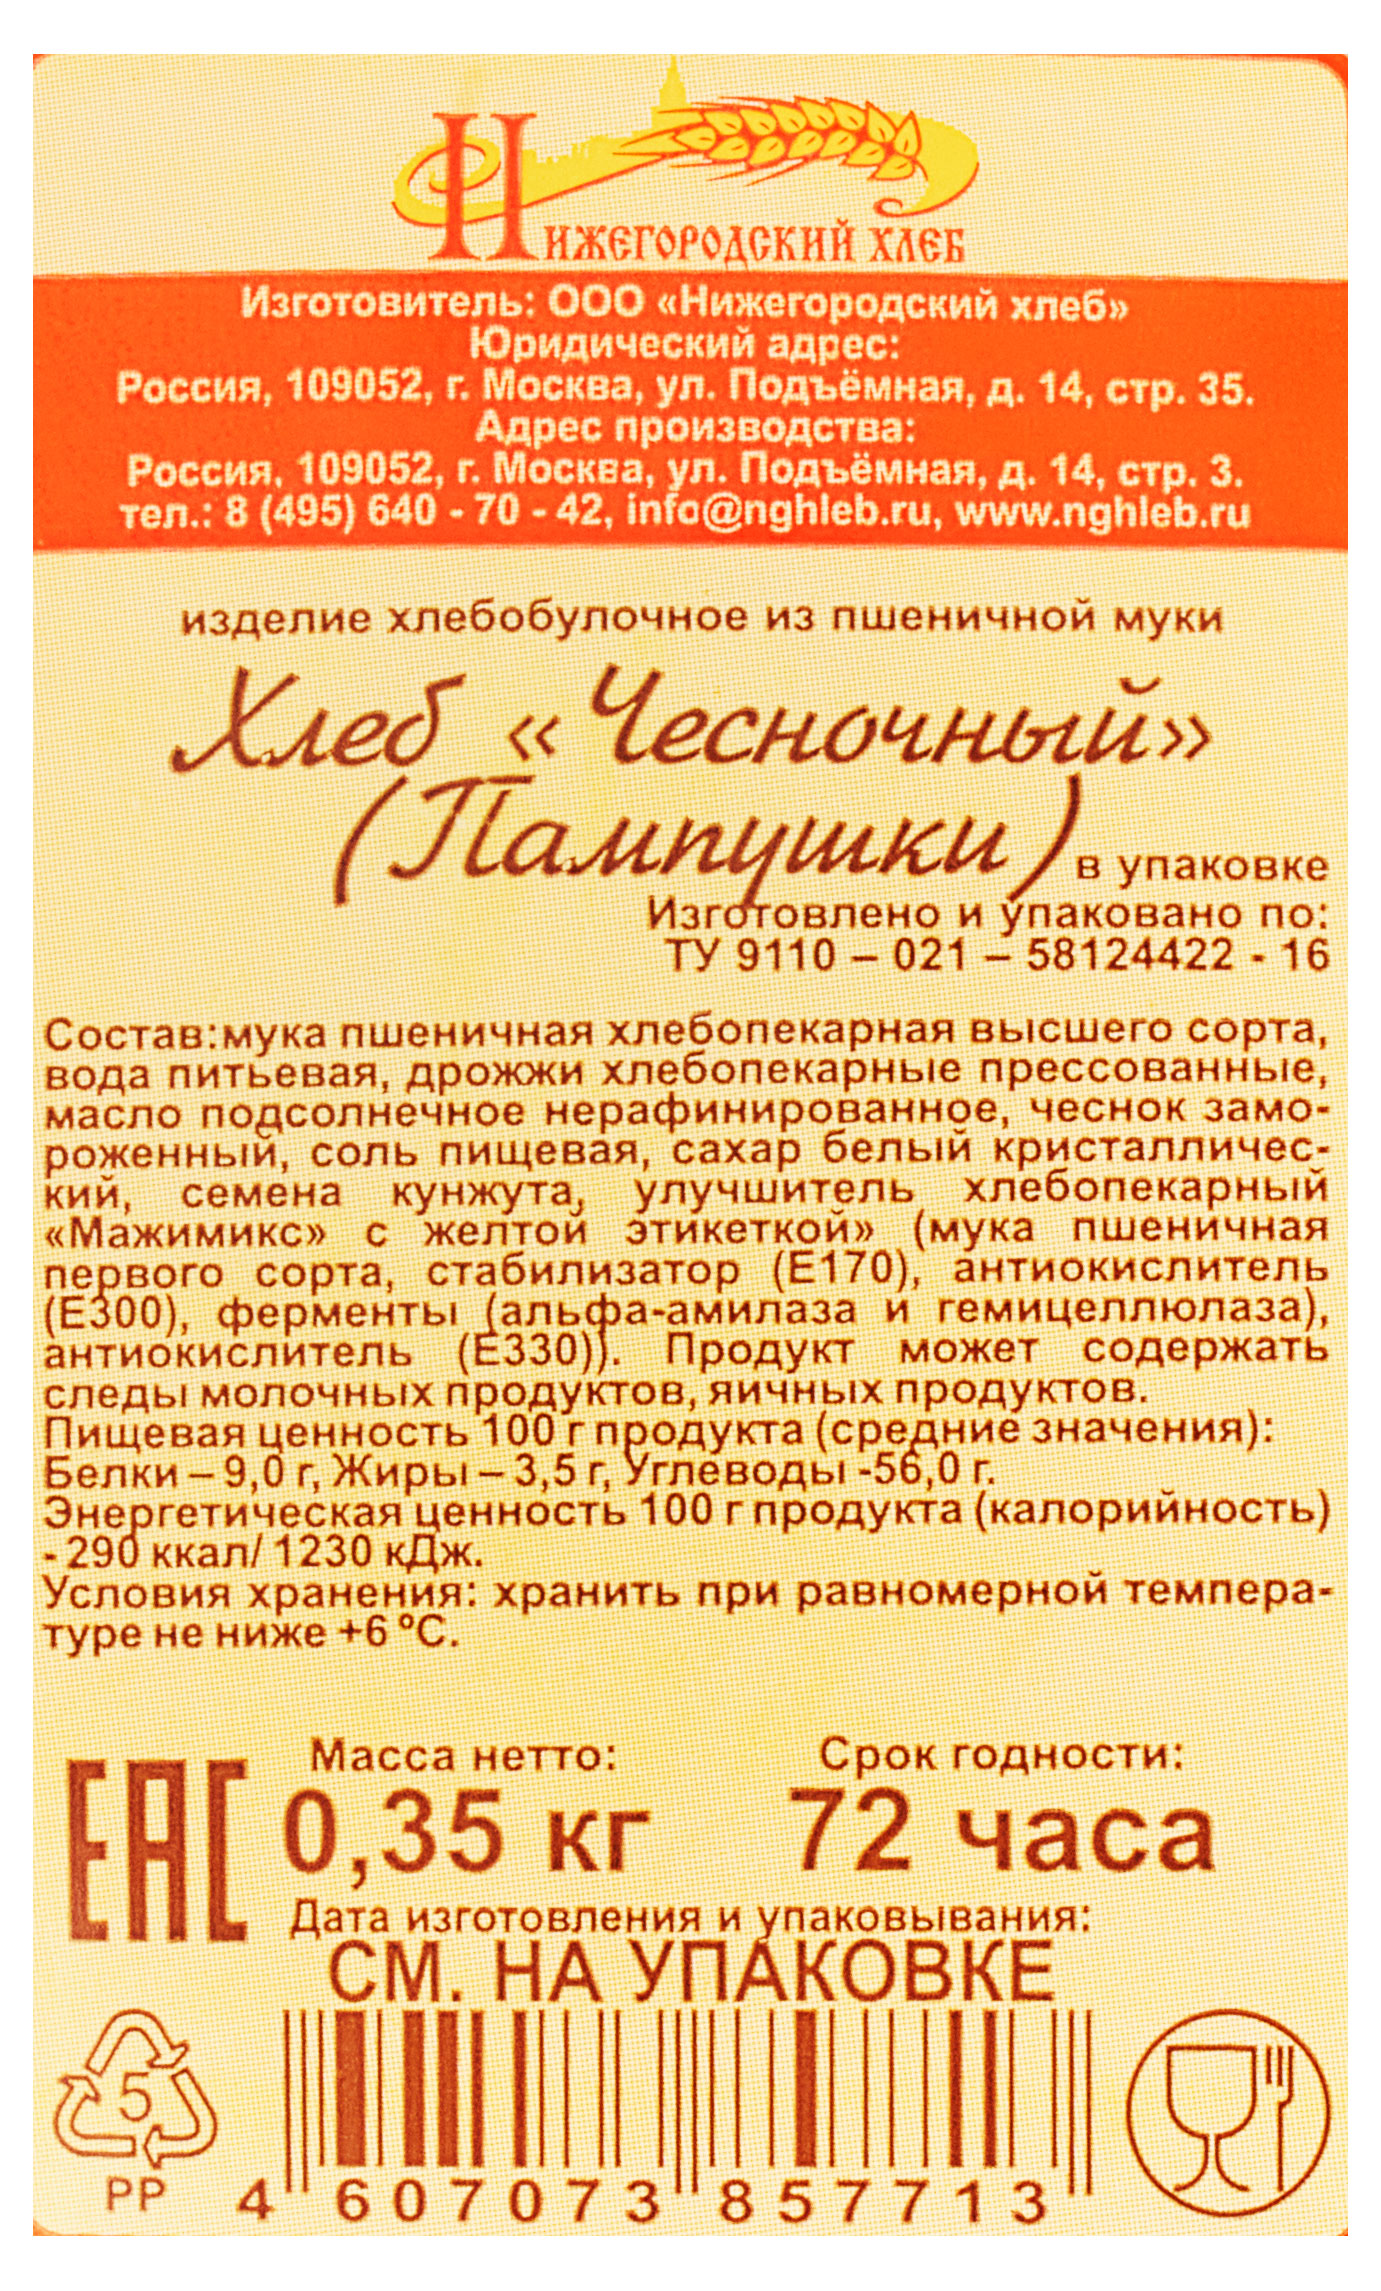 Нижегородский хлеб
Изготовитель: ООО «Нижегородский хлеб»
Юридический адрес:
Россия, 109052, г. Москва, ул. Подъёмная, д. 14, стр. 35.
Адрес производства:
Россия, 109052, г. Москва, ул. Подъёмная, д. 14, стр. 3.
тел.: 8 (495) 640 - 70 - 42, info@nghleb.ru, www.nghleb.ru
изделие хлебобулочное из пшеничной муки
Хлеб «Чесночный»
(Пампушки) в упаковке
Изготовлено и упаковано по:
ТУ 9110 – 021 – 58124422 - 16
Состав:мука пшеничная хлебопекарная высшего сорта,
вода питьевая, дрожжи хлебопекарные прессованные,
масло подсолнечное нерафинированное, чеснок замо-
роженный, соль пищевая, сахар белый кристалличес-
кий, семена кунжута, улучшитель хлебопекарный
«Мажимикс» с желтой этикеткой» (мука пшеничная
первого сорта, стабилизатор (Е170), антиокислитель
(Е300), ферменты (альфа-амилаза и гемицеллюлаза),
антиокислитель (Е330)). Продукт может содержать
следы молочных продуктов, яичных продуктов.
Пищевая ценность 100 г продукта (средние значения):
Белки – 9,0 г, Жиры – 3,5 г, Углеводы -56,0 г.
Энергетическая ценность 100 г продукта (калорийность)
- 290 ккал/ 1230 кДж.
Условия хранения: хранить при равномерной темпера-
туре не ниже +6 °С.
Масса нетто:
0,35 кг
Срок годности:
72 часа
EAC
Дата изготовления и упаковывания:
СМ. НА УПАКОВКЕ
5
PP
4 607073 857713